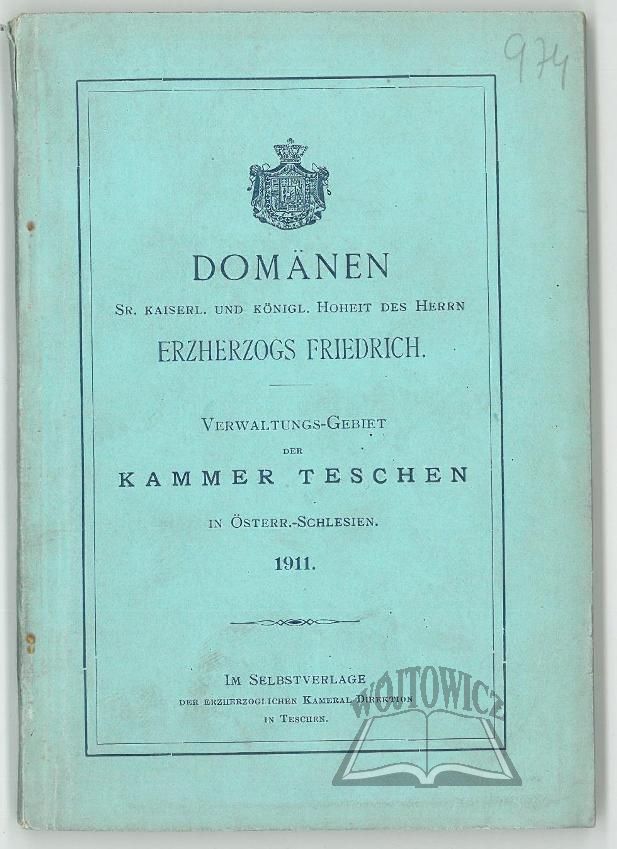 974
DOMÄNEN
SR. KAISERL. UND KÖNIGL. HOHEIT DES HERRN
ERZHERZOGS FRIEDRICH.
VERWALTUNGS-GEBIET
DER
KAMMER TESCHEN
IN ÖSTERR.-SCHLESIEN.
1911.
IM SELBSTVERLAGE
DER ERZHERZOGLICHEN KAMERAL DIREKTION
IN TESCHEN.
WÓJTOWICZ